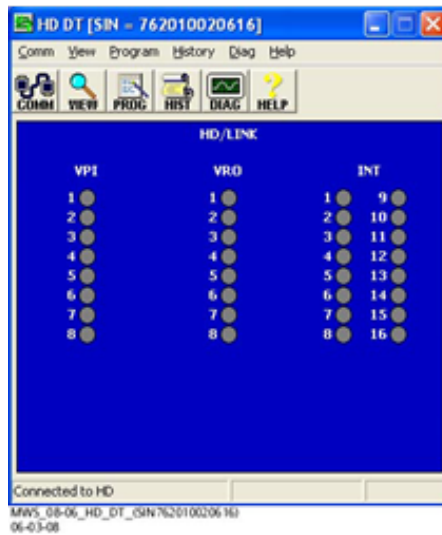 HD DT [SIN - 762010020616]
Comm View Program History Diag Help
COMM VIEW PROG HIST DIAG HELP
HD/LINK
VPI VRO INT
1 1 1 9
2 2 2 10
3 3 3 11
4 4 4 12
5 5 5 13
6 6 6 14
7 7 7 15
8 8 8 16
Connected to HD
MWS_08-06_HD_DT_(SIN762010020616)
06-03-08